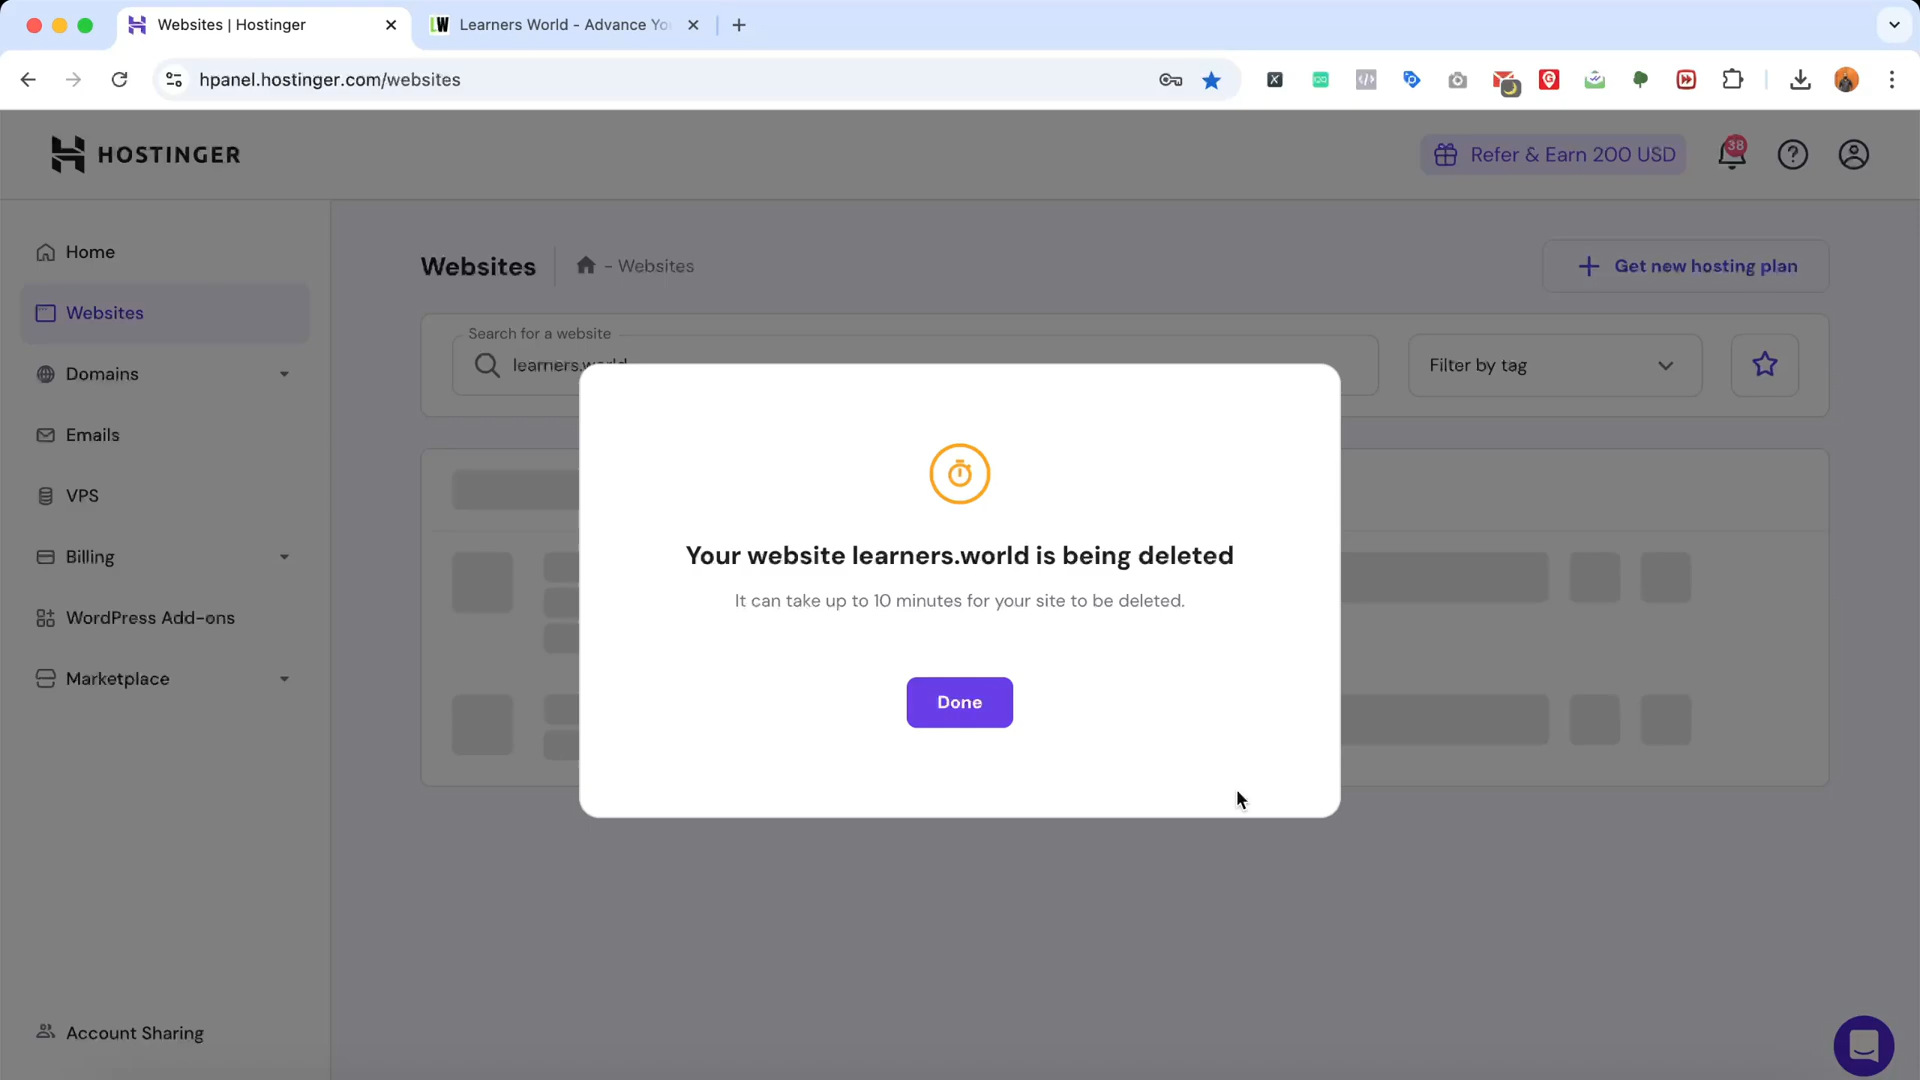 Websites | Hostinger
Learners World - Advance Yo
hpanel.hostinger.com/websites
HOSTINGER
Refer & Earn 200 USD
38
Home
Websites
Domains
Emails
VPS
Billing
WordPress Add-ons
Marketplace
Account Sharing
Websites
- Websites
Get new hosting plan
Search for a website
learners.world
Filter by tag
Your website learners.world is being deleted
It can take up to 10 minutes for your site to be deleted.
Done